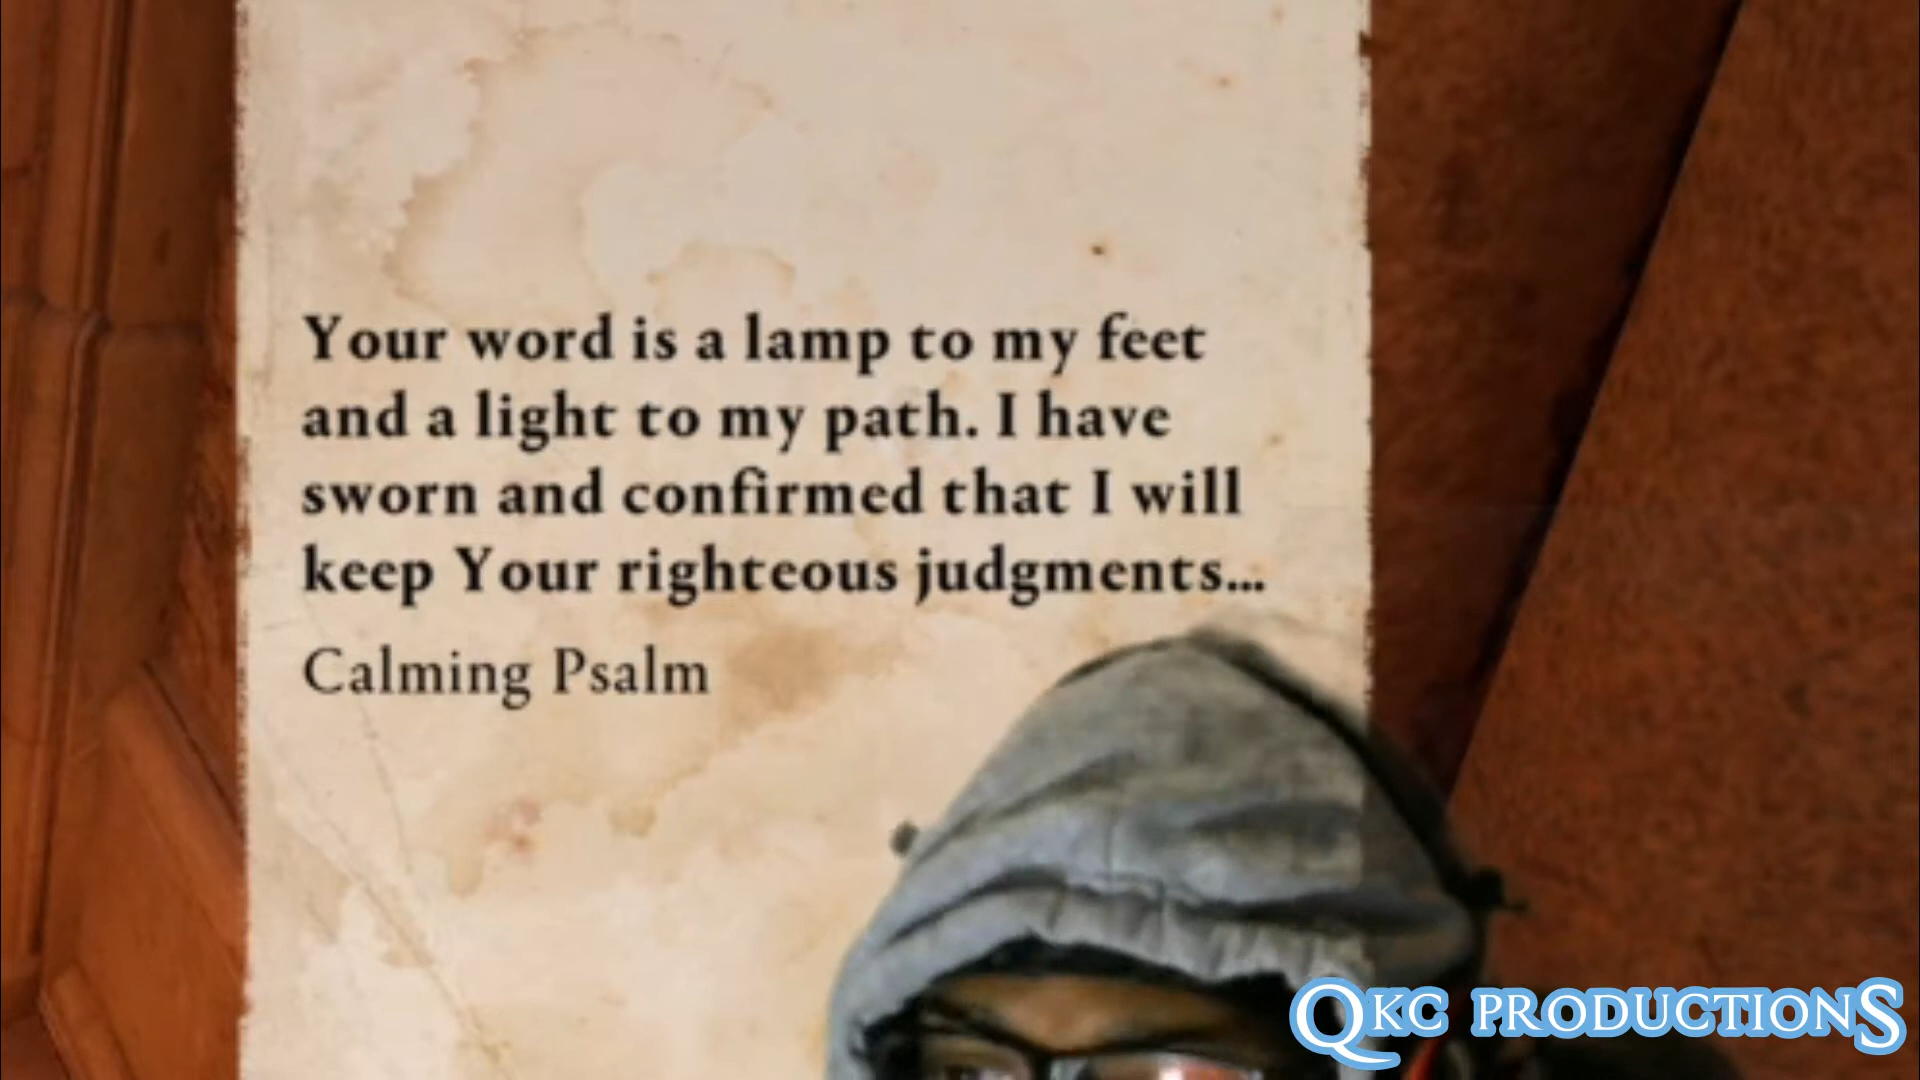 Your word is a lamp to my feet
and a light to my path. I have
sworn and confirmed that I will
keep Your righteous judgments...
Calming Psalm
QKC PRODUCTIONS